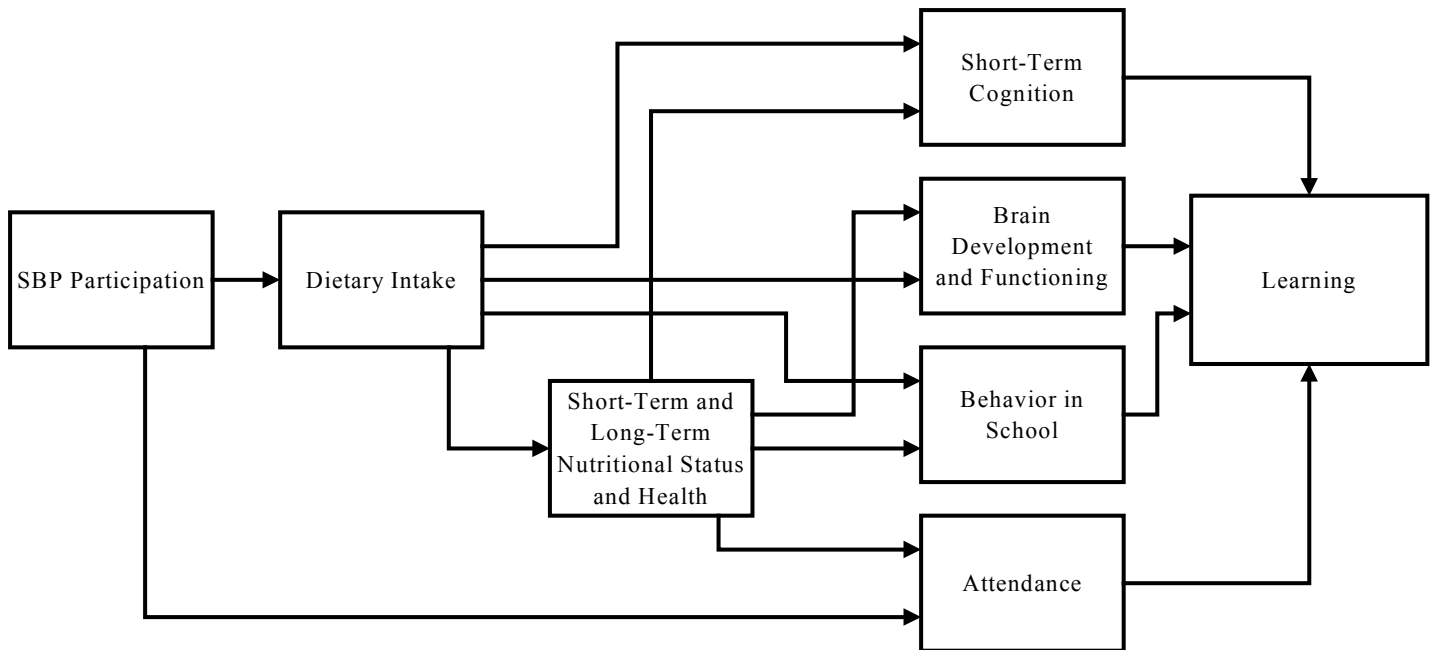 Short-Term
Cognition
SBP Participation
Dietary Intake
Brain
Development
and Functioning
Learning
Short-Term and
Long-Term
Nutritional Status
and Health
Behavior in
School
Attendance